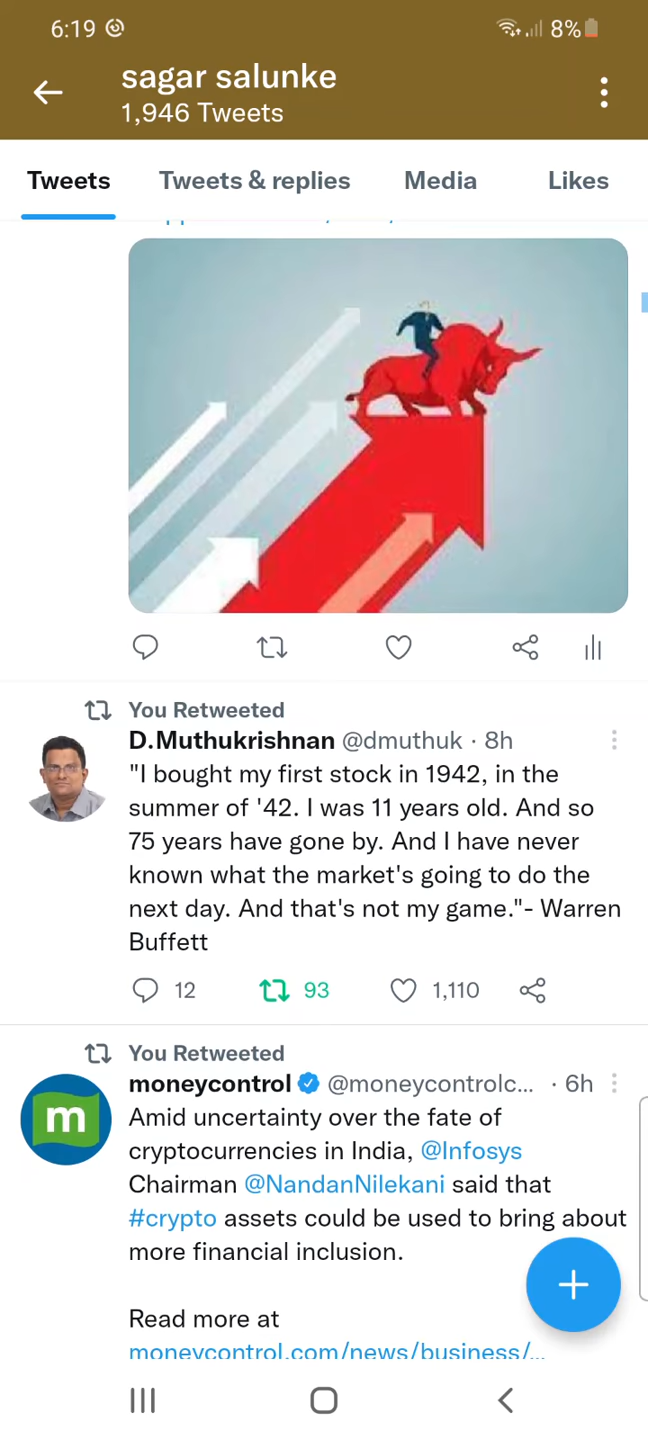 6:19
8%
sagar salunke
1,946 Tweets
Tweets
Tweets & replies
Media
Likes
You Retweeted
D.Muthukrishnan @dmuthuk · 8h
"I bought my first stock in 1942, in the
summer of '42. I was 11 years old. And so
75 years have gone by. And I have never
known what the market's going to do the
next day. And that's not my game."- Warren
Buffett
12
93
1,110
You Retweeted
m
moneycontrol @moneycontrolc... · 6h
Amid uncertainty over the fate of
cryptocurrencies in India, @Infosys
Chairman @NandanNilekani said that
#crypto assets could be used to bring about
more financial inclusion.
Read more at
moneycontrol.com/news/business/...